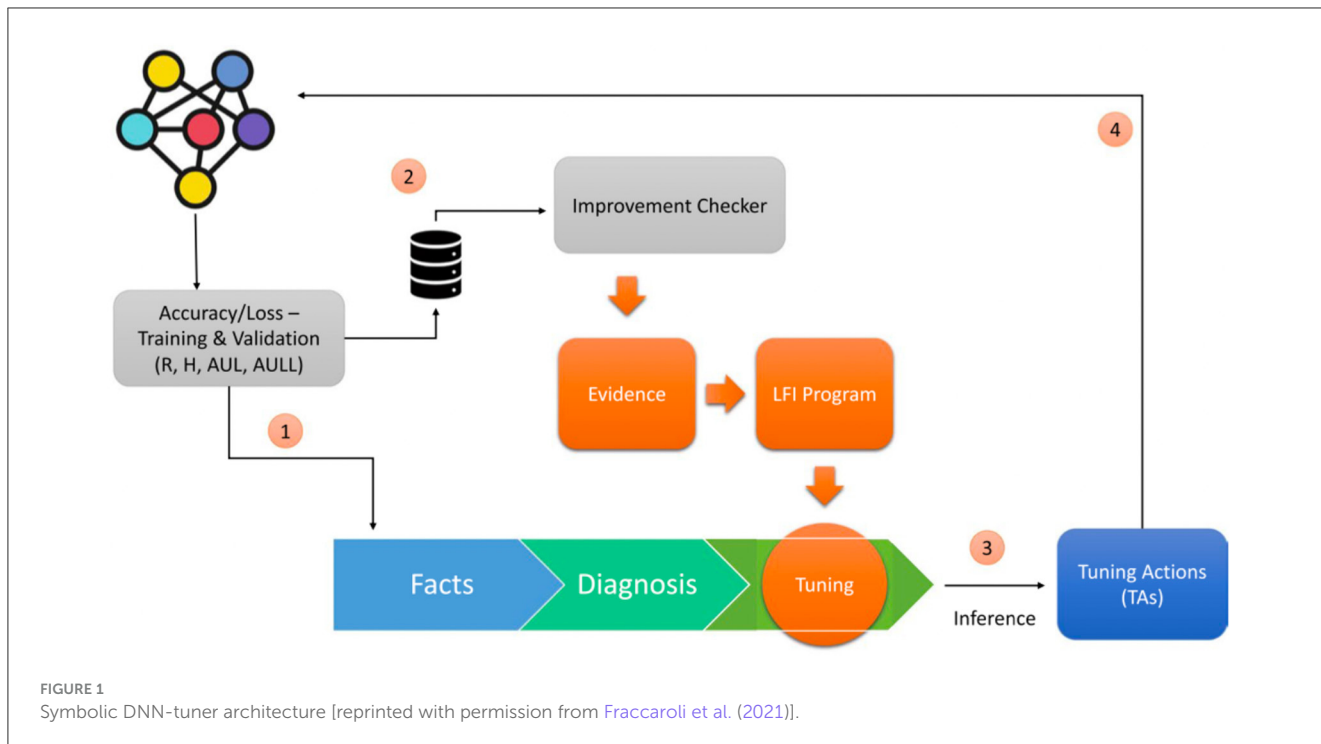 4
2
Improvement Checker
Accuracy/Loss –
Training & Validation
(R, H, AUL, AULL)
Evidence
LFI Program
1
Facts
Diagnosis
Tuning
3
Inference
Tuning Actions
(TAs)
FIGURE 1
Symbolic DNN-tuner architecture [reprinted with permission from Fraccaroli et al. (2021)].